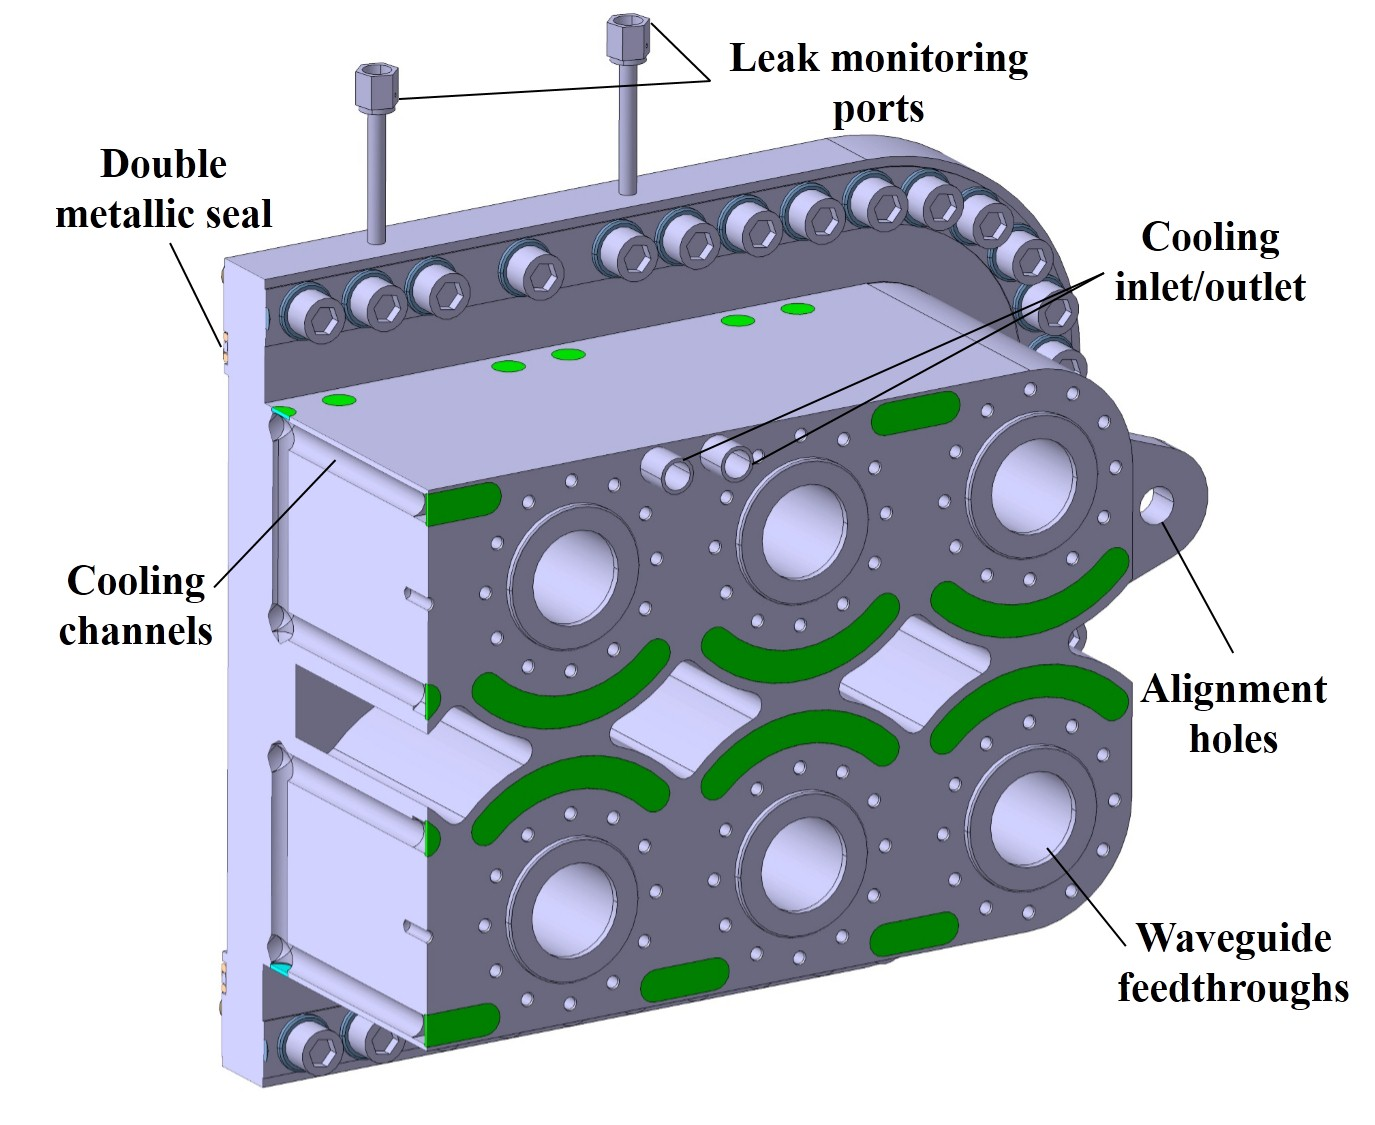 Leak monitoring
ports
Double
metallic seal
Cooling
inlet/outlet
Cooling
channels
Alignment
holes
Waveguide
feedthroughs